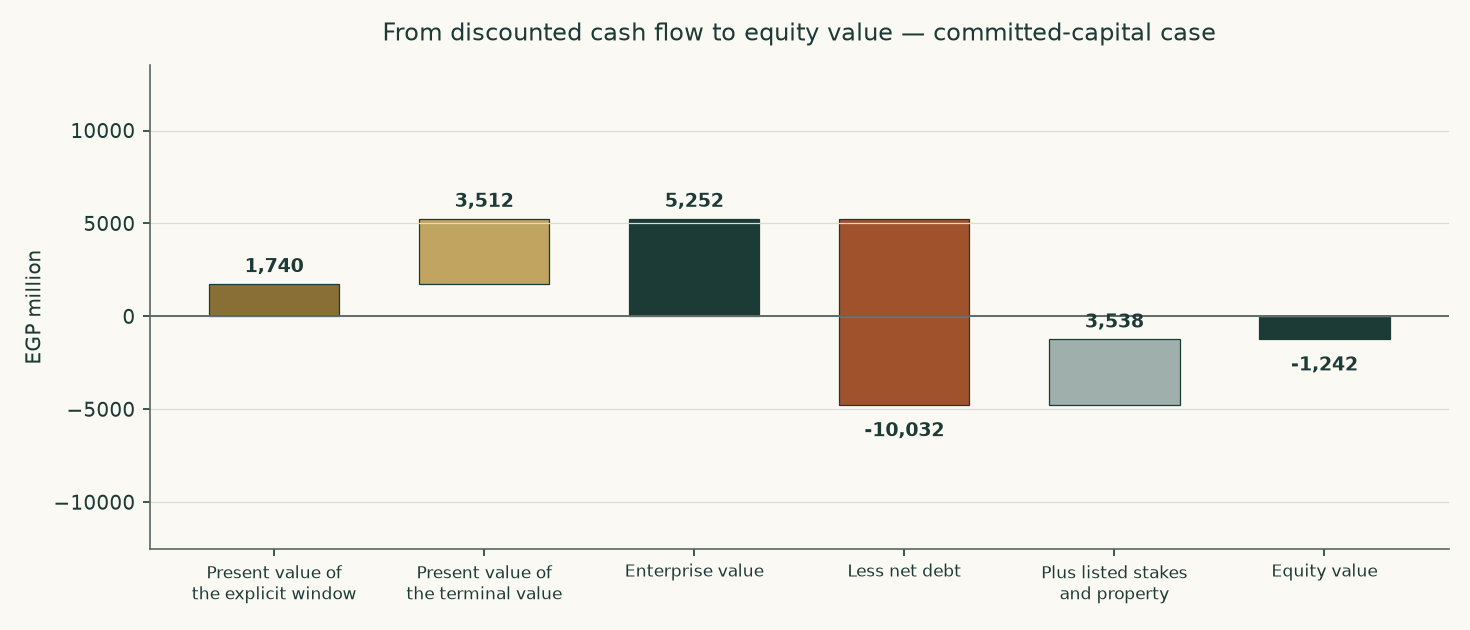 From discounted cash flow to equity value — committed-capital case
EGP million
10000
5000
0
−5000
−10000
1,740
3,512
5,252
-10,032
3,538
-1,242
Present value of
the explicit window
Present value of
the terminal value
Enterprise value
Less net debt
Plus listed stakes
and property
Equity value